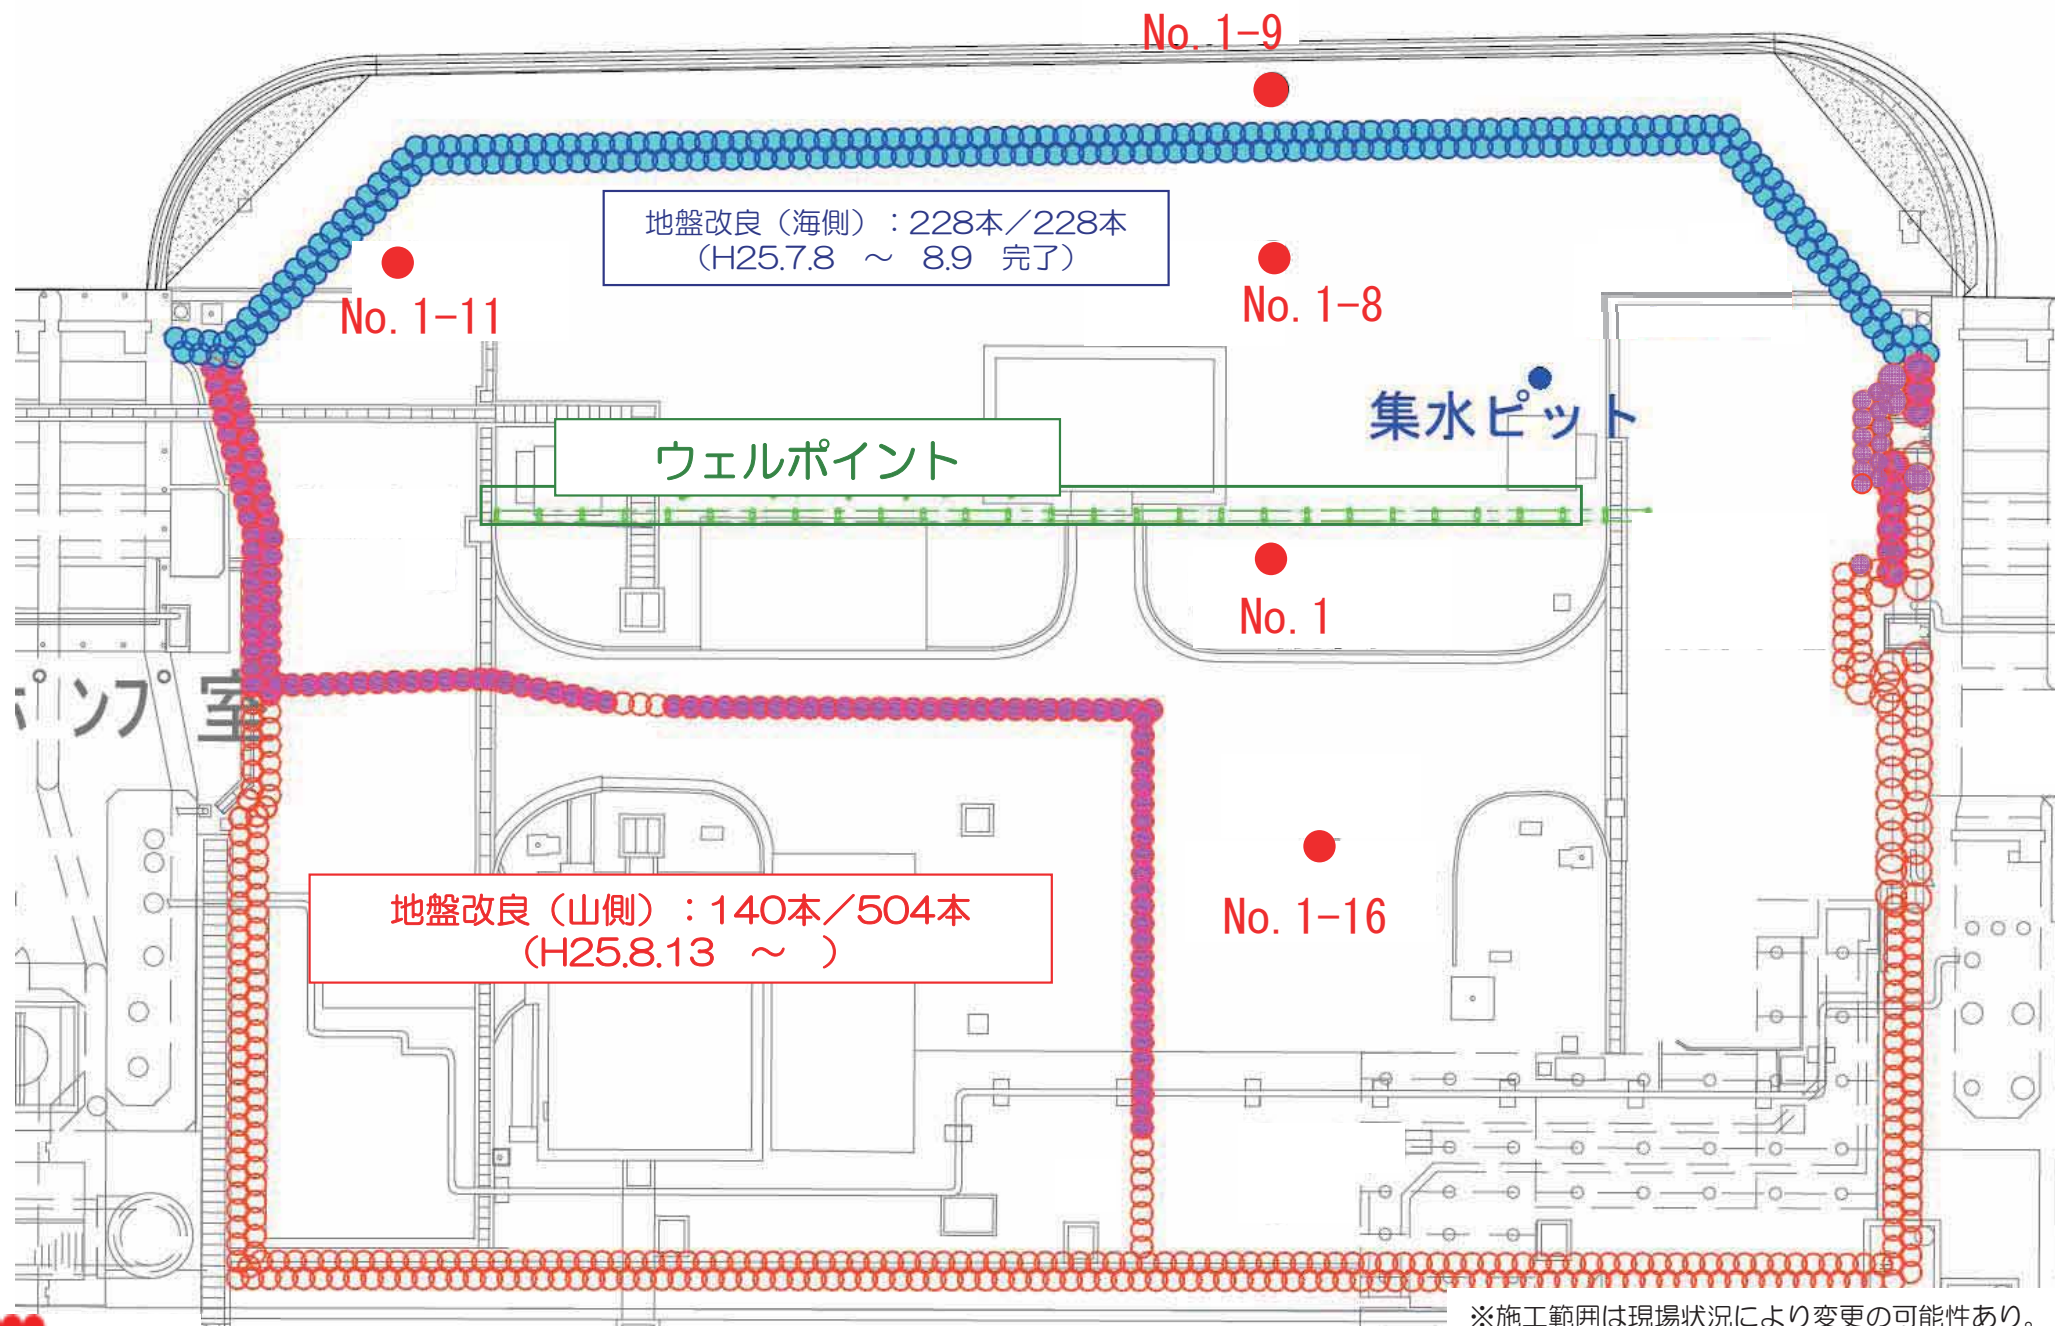 No. 1-9
地盤改良（海側）：228本／228本
（H25.7.8 ～ 8.9 完了）
No. 1-11
No. 1-8
集水ピット
ウェルポイント
No. 1
ポンプ室
地盤改良（山側）：140本／504本
（H25.8.13 ～ ）
No. 1-16
※施工範囲は現場状況により変更の可能性あり。